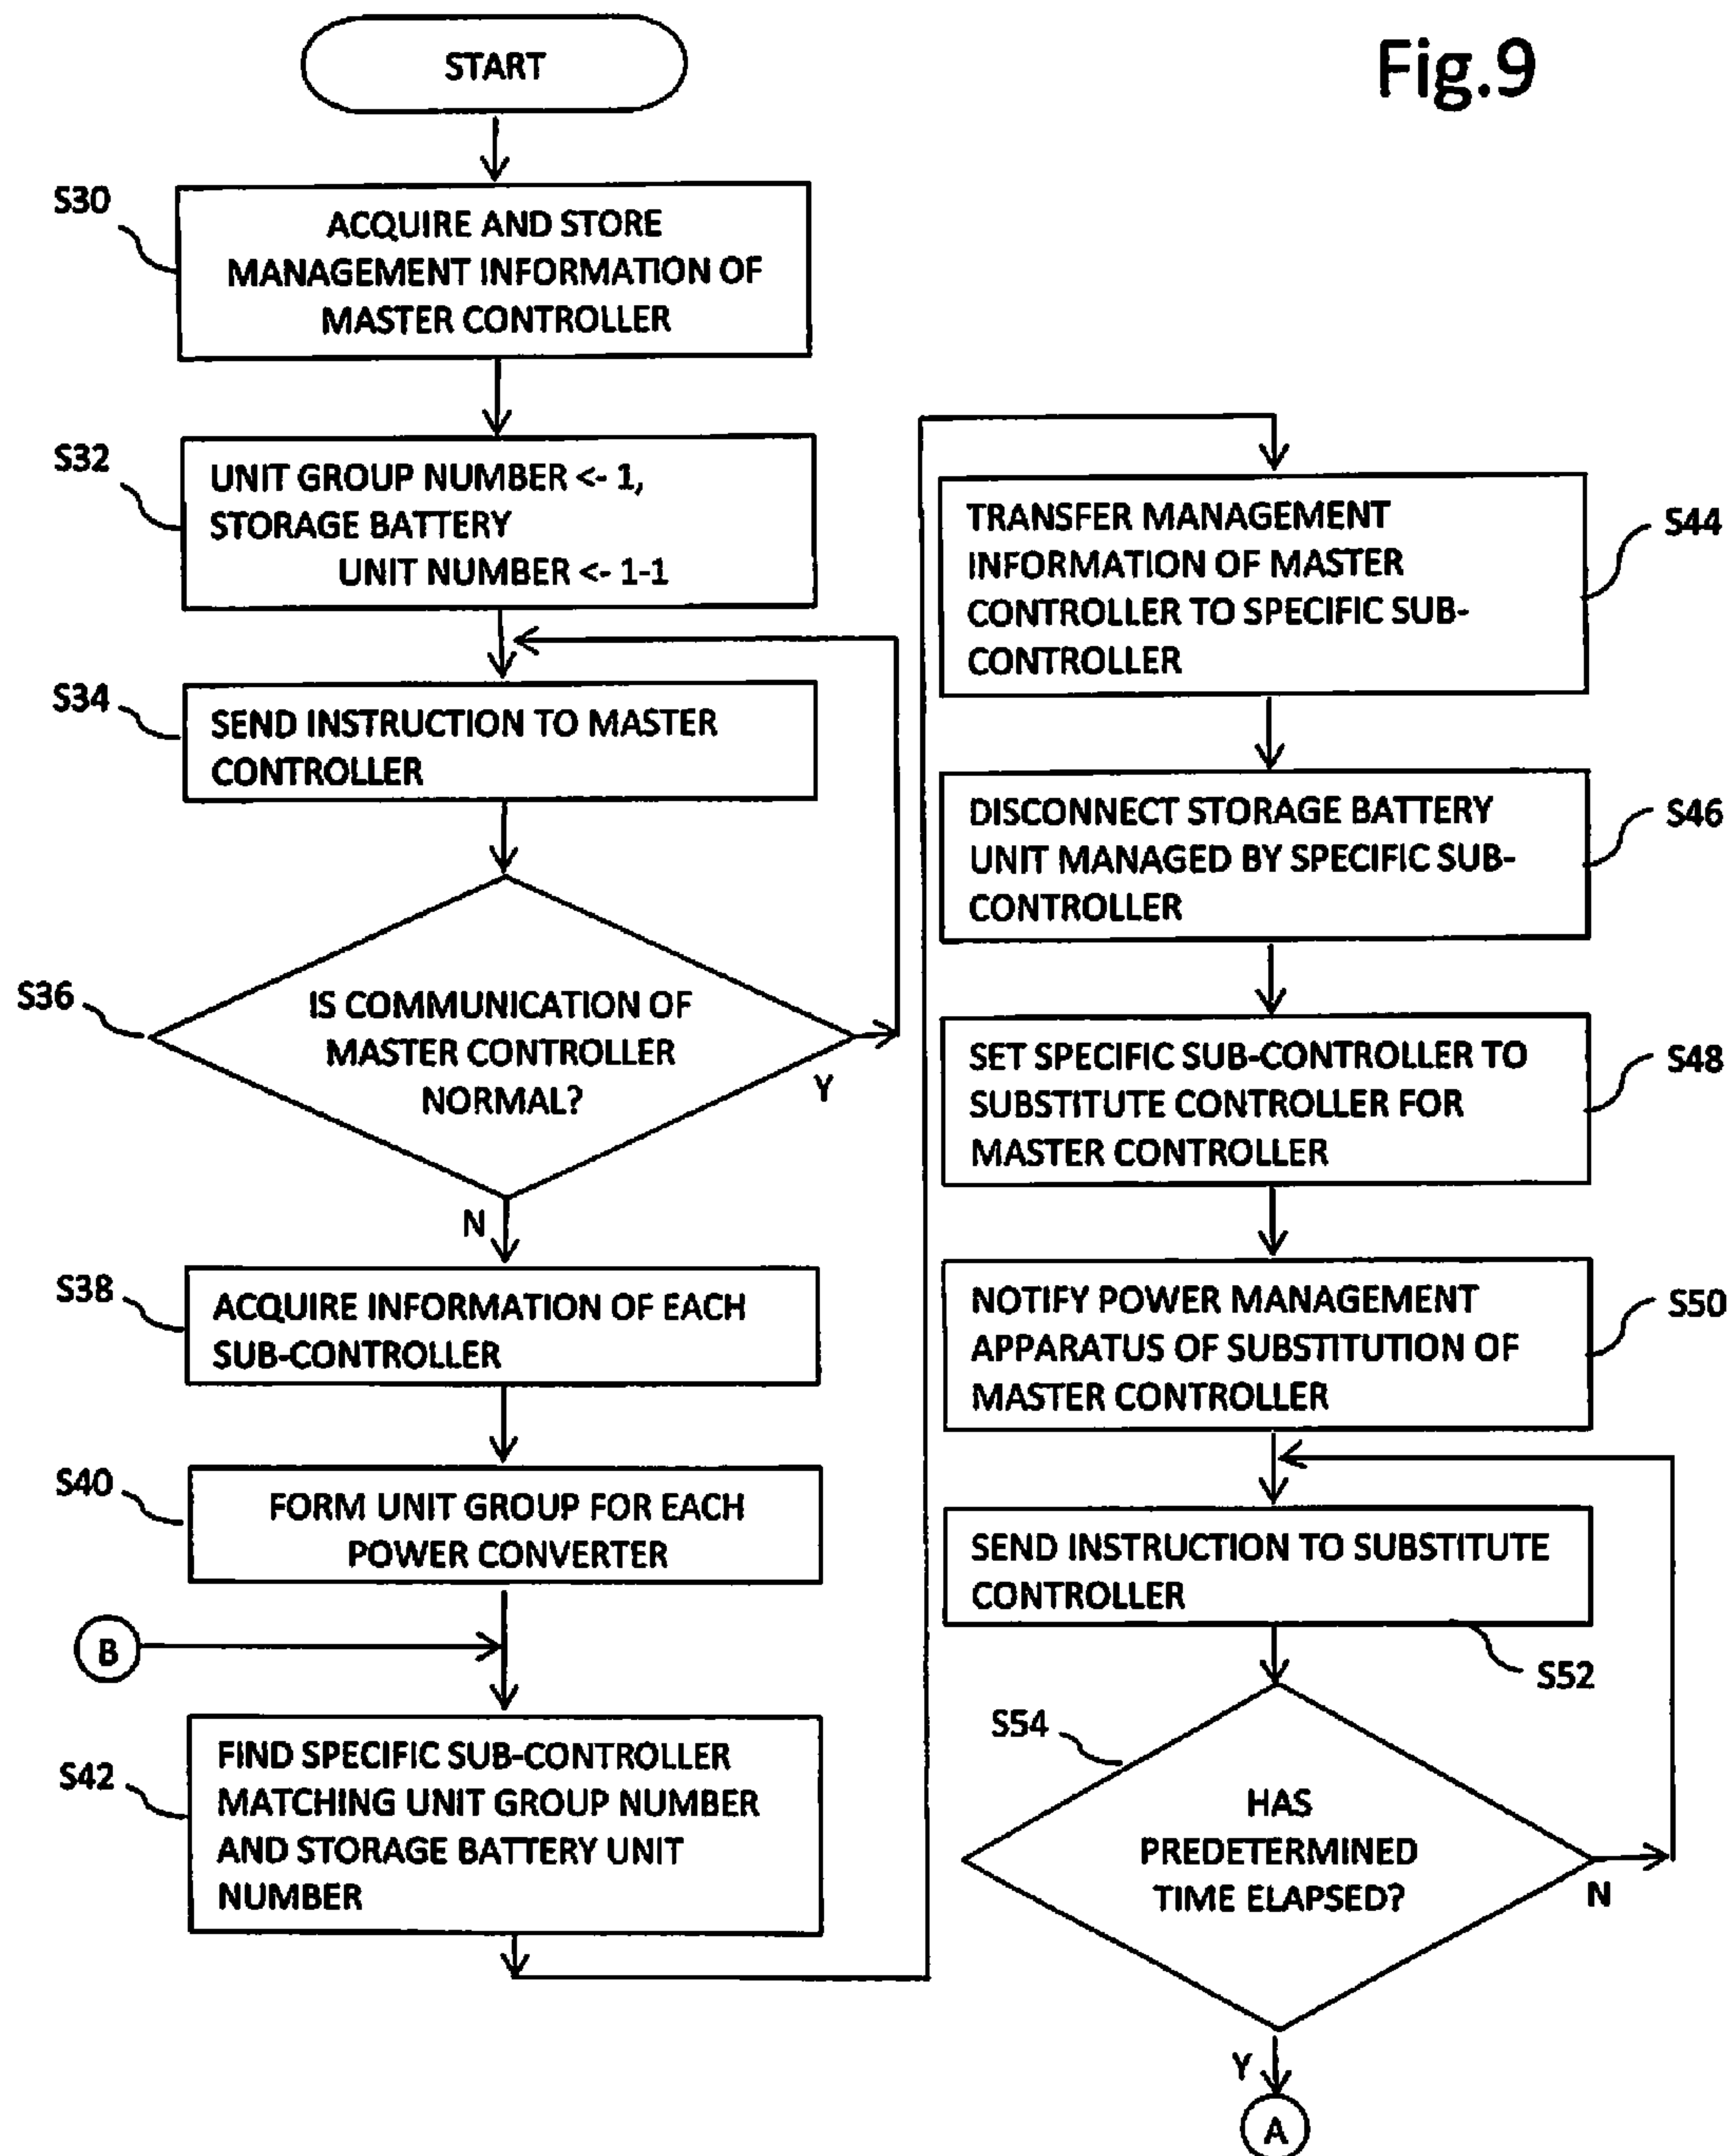 Fig.9
START
S30
ACQUIRE AND STORE
MANAGEMENT INFORMATION OF
MASTER CONTROLLER
S32
UNIT GROUP NUMBER <- 1,
STORAGE BATTERY
UNIT NUMBER <- 1-1
S34
SEND INSTRUCTION TO MASTER
CONTROLLER
S36
IS COMMUNICATION OF
MASTER CONTROLLER
NORMAL?
Y
N
S38
ACQUIRE INFORMATION OF EACH
SUB-CONTROLLER
S40
FORM UNIT GROUP FOR EACH
POWER CONVERTER
B
S42
FIND SPECIFIC SUB-CONTROLLER
MATCHING UNIT GROUP NUMBER
AND STORAGE BATTERY UNIT
NUMBER
TRANSFER MANAGEMENT
INFORMATION OF MASTER
CONTROLLER TO SPECIFIC SUB-
CONTROLLER
S44
DISCONNECT STORAGE BATTERY
UNIT MANAGED BY SPECIFIC SUB-
CONTROLLER
S46
SET SPECIFIC SUB-CONTROLLER TO
SUBSTITUTE CONTROLLER FOR
MASTER CONTROLLER
S48
NOTIFY POWER MANAGEMENT
APPARATUS OF SUBSTITUTION OF
MASTER CONTROLLER
S50
SEND INSTRUCTION TO SUBSTITUTE
CONTROLLER
S52
S54
HAS
PREDETERMINED
TIME ELAPSED?
N
Y
A